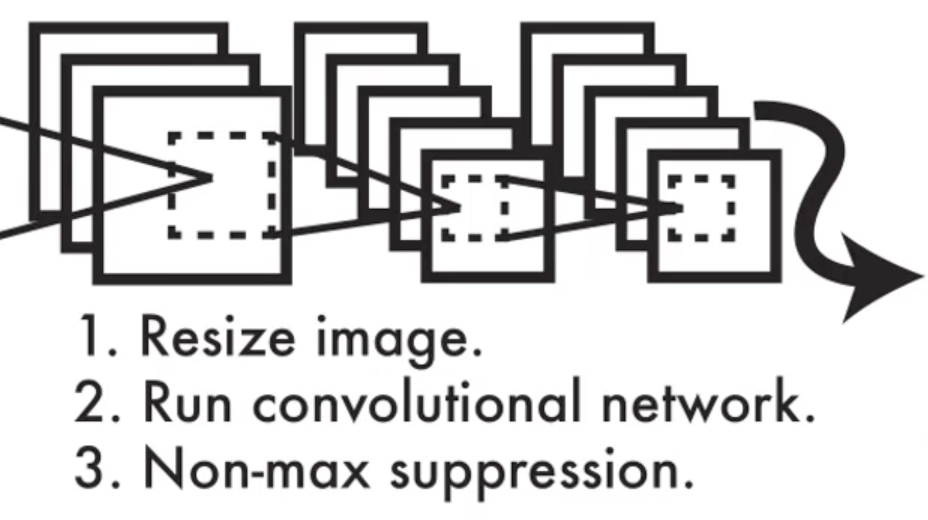 1. Resize image.
2. Run convolutional network.
3. Non-max suppression.